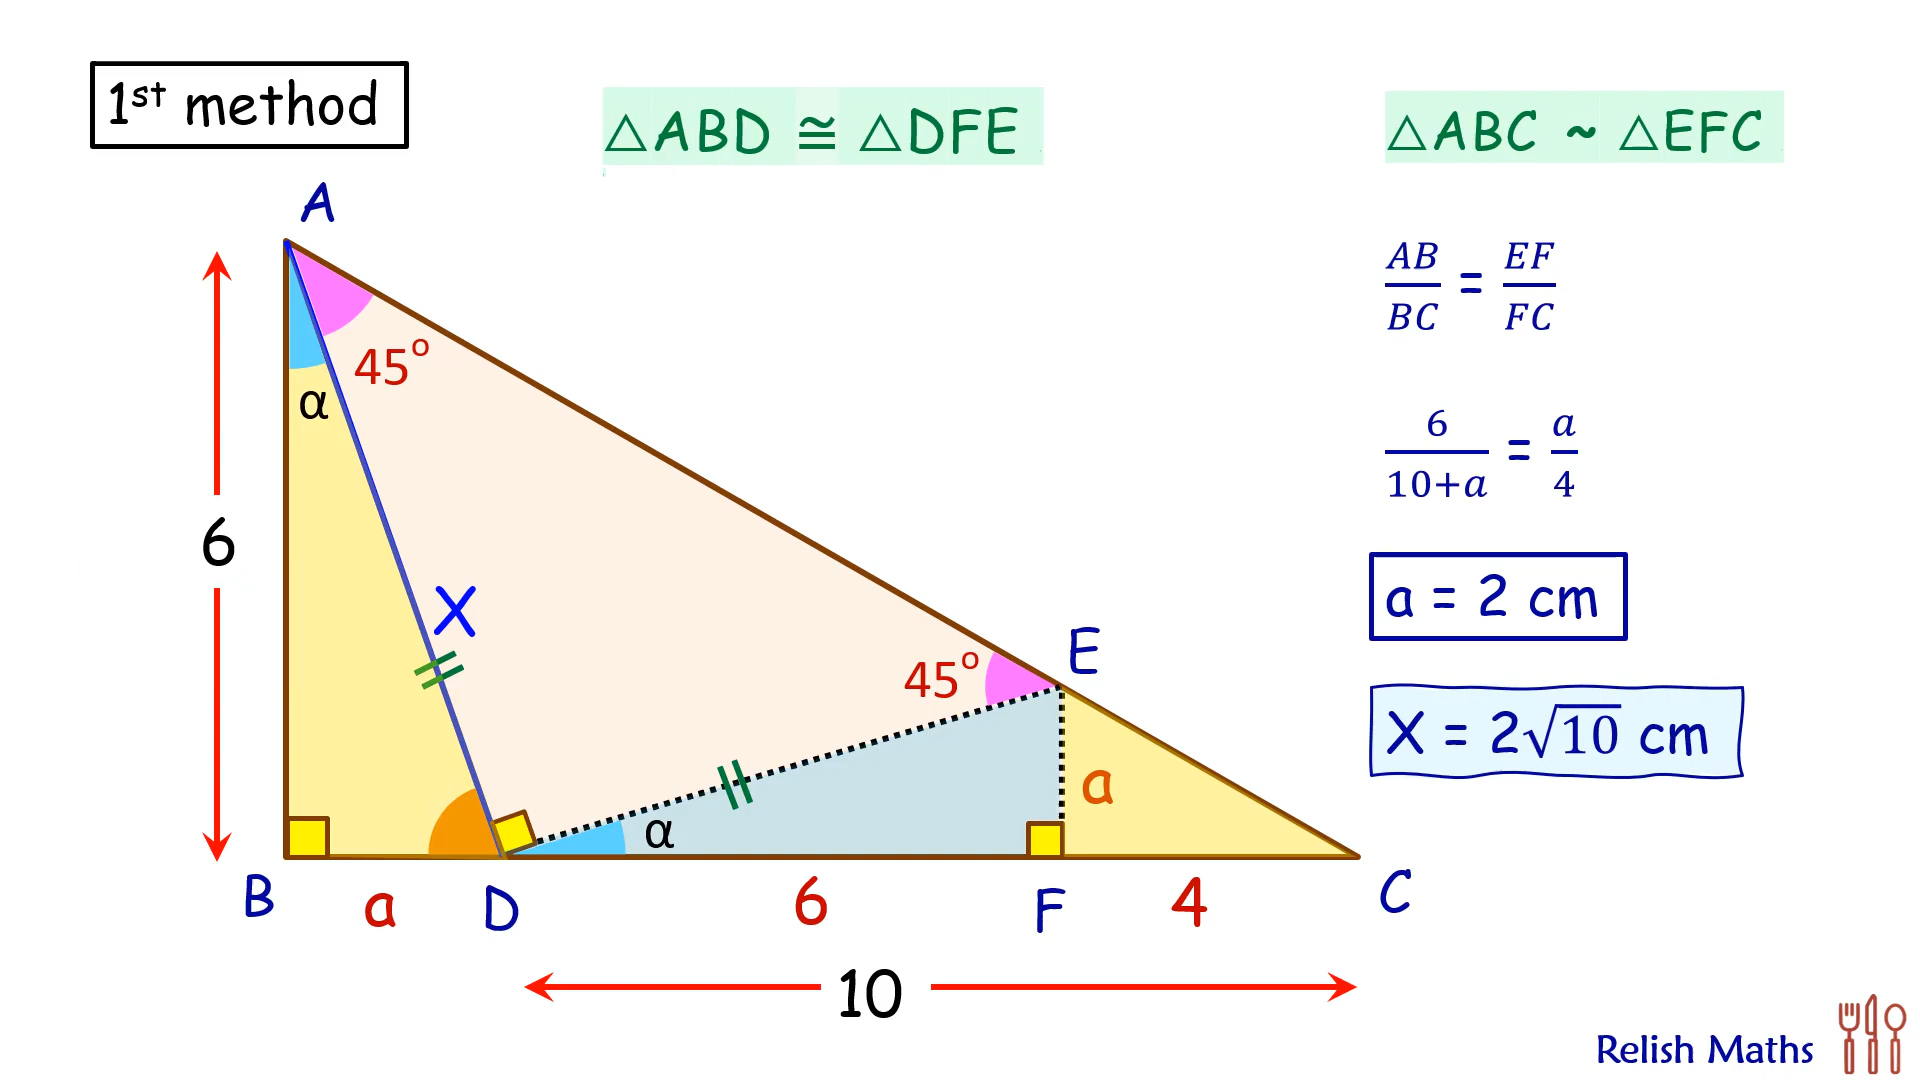 1st method
△ABD ≅ △DFE
△ABC ~ △EFC
A
AB/BC = EF/FC
45°
α
6/10+a = a/4
6
a = 2 cm
X
E
45°
X = 2√10 cm
a
α
B
a
D
6
F
4
C
10
Relish Maths